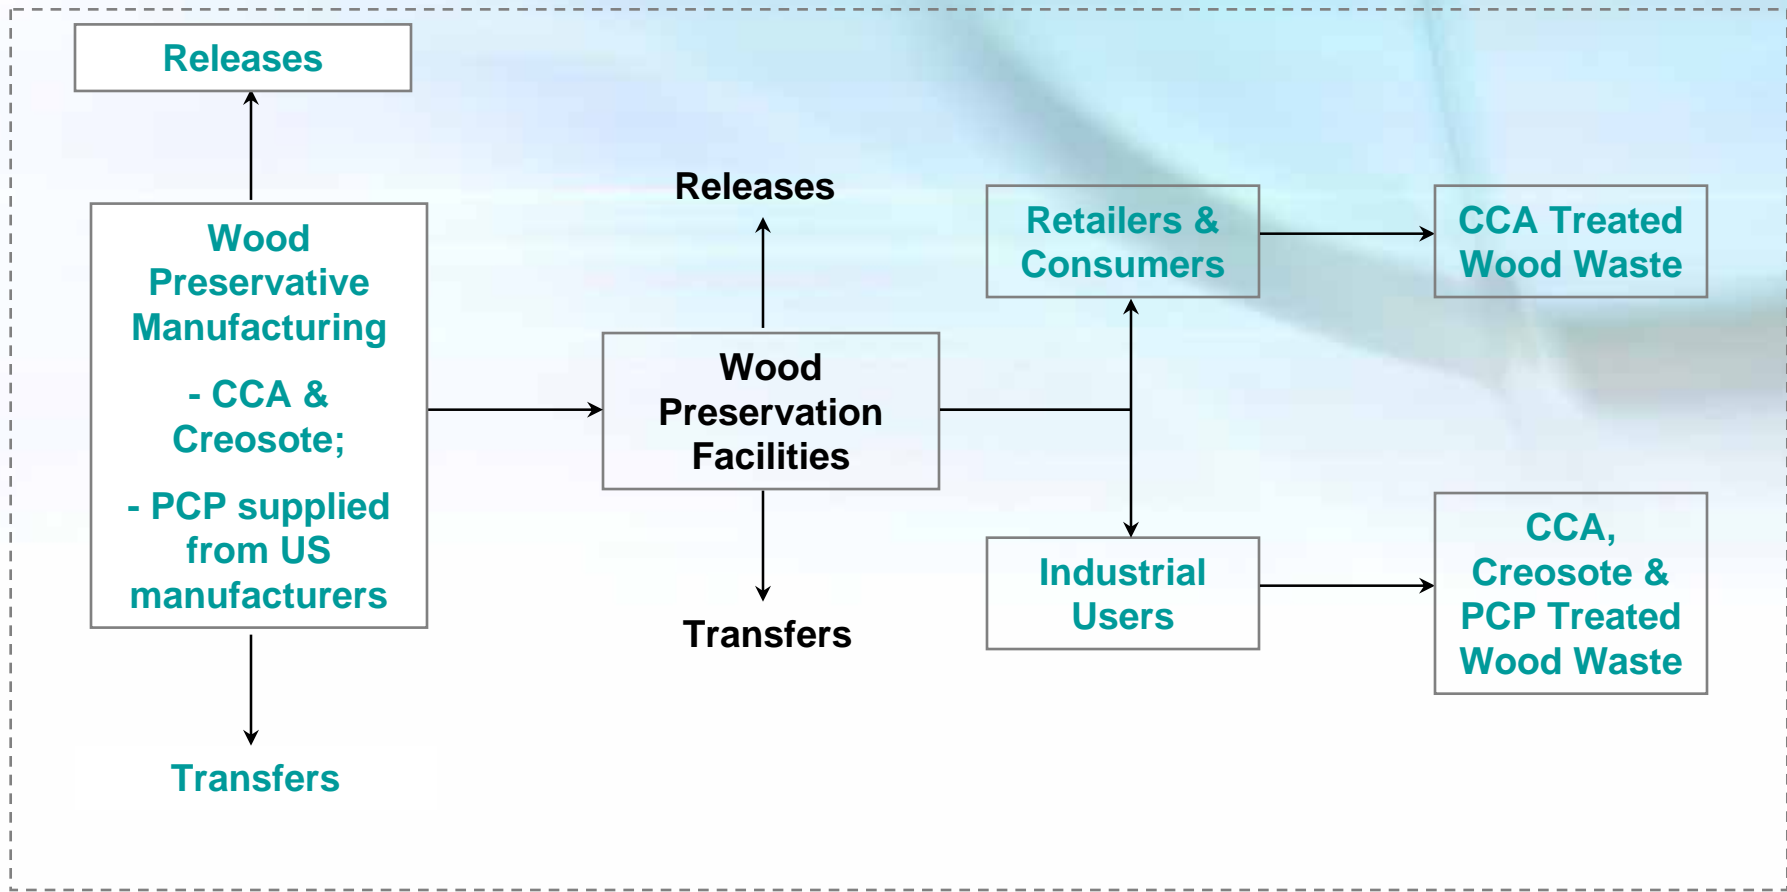 Releases
Wood
Preservative
Manufacturing
- CCA &
Creosote;
- PCP supplied
from US
manufacturers
Transfers
Releases
Wood
Preservation
Facilities
Transfers
Retailers &
Consumers
Industrial
Users
CCA Treated
Wood Waste
CCA,
Creosote &
PCP Treated
Wood Waste